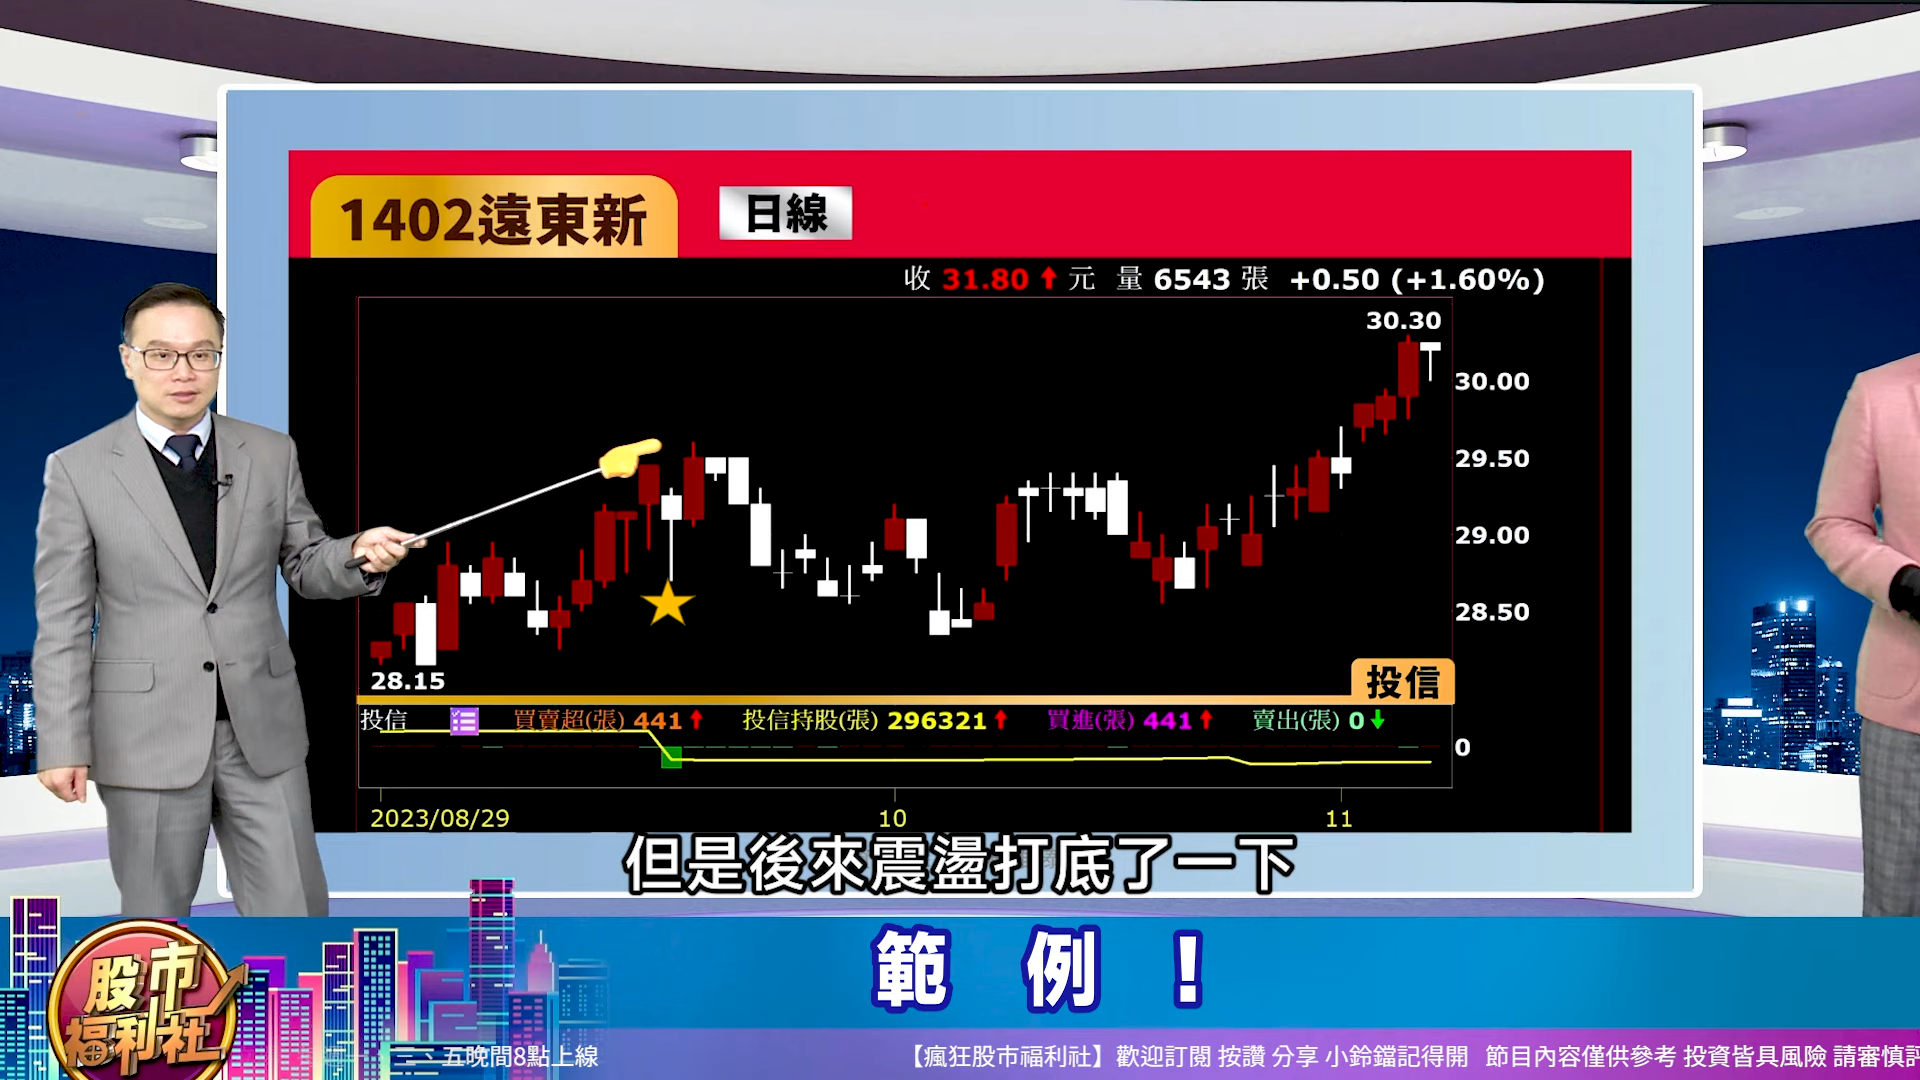 1402遠東新
日線
收 31.80 ↑ 元 量 6543 張 +0.50 (+1.60%)
30.30
30.00
29.50
29.00
28.50
28.15
投信
投信 買賣超(張) 441 ↑ 投信持股(張) 296321 ↑ 買進(張) 441 ↑ 賣出(張) 0 ↓
0
2023/08/29
10
11
但是後來震盪打底了一下
範例！
股市
福利社
三、五晚間8點上線
【瘋狂股市福利社】歡迎訂閱 按讚 分享 小鈴鐺記得開 節目內容僅供參考 投資皆具風險 請審慎評